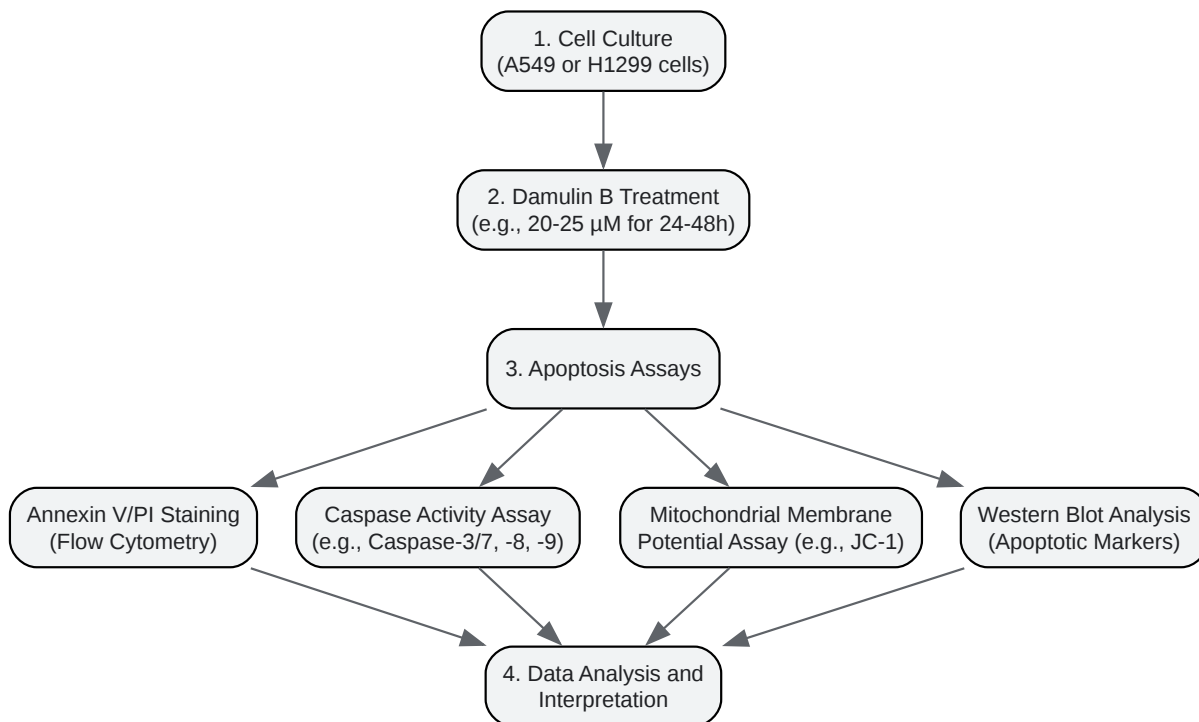 1. Cell Culture
(A549 or H1299 cells)
2. Damulin B Treatment
(e.g., 20-25 µM for 24-48h)
3. Apoptosis Assays
Annexin V/PI Staining
(Flow Cytometry)
Caspase Activity Assay
(e.g., Caspase-3/7, -8, -9)
Mitochondrial Membrane
Potential Assay (e.g., JC-1)
Western Blot Analysis
(Apoptotic Markers)
4. Data Analysis and
Interpretation